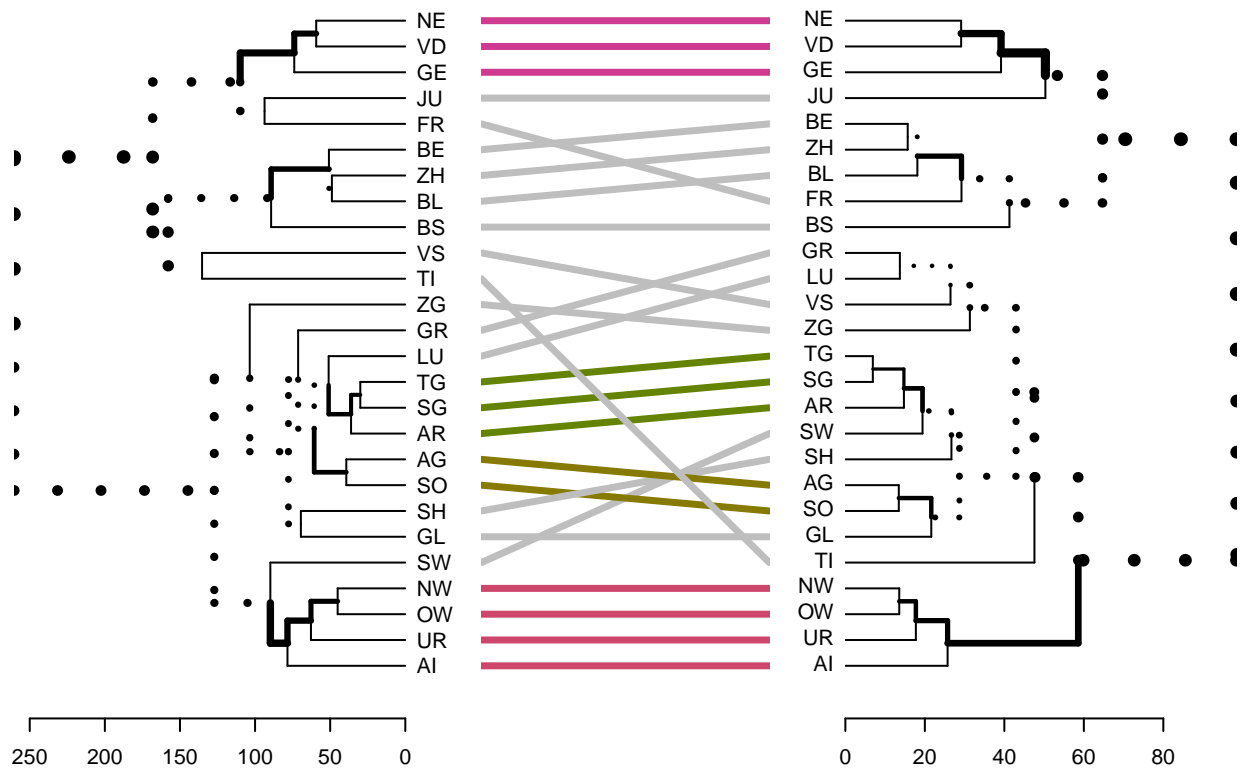 NE NE
VD VD
GE GE
JU JU
FR BE
BE ZH
ZH BL
BL FR
BS BS
VS GR
TI LU
ZG VS
GR ZG
LU TG
TG SG
SG AR
AR SW
AG SH
SO AG
SH SO
GL GL
SW TI
NW NW
OW OW
UR UR
AI AI
250 200 150 100 50 0 0 20 40 60 80